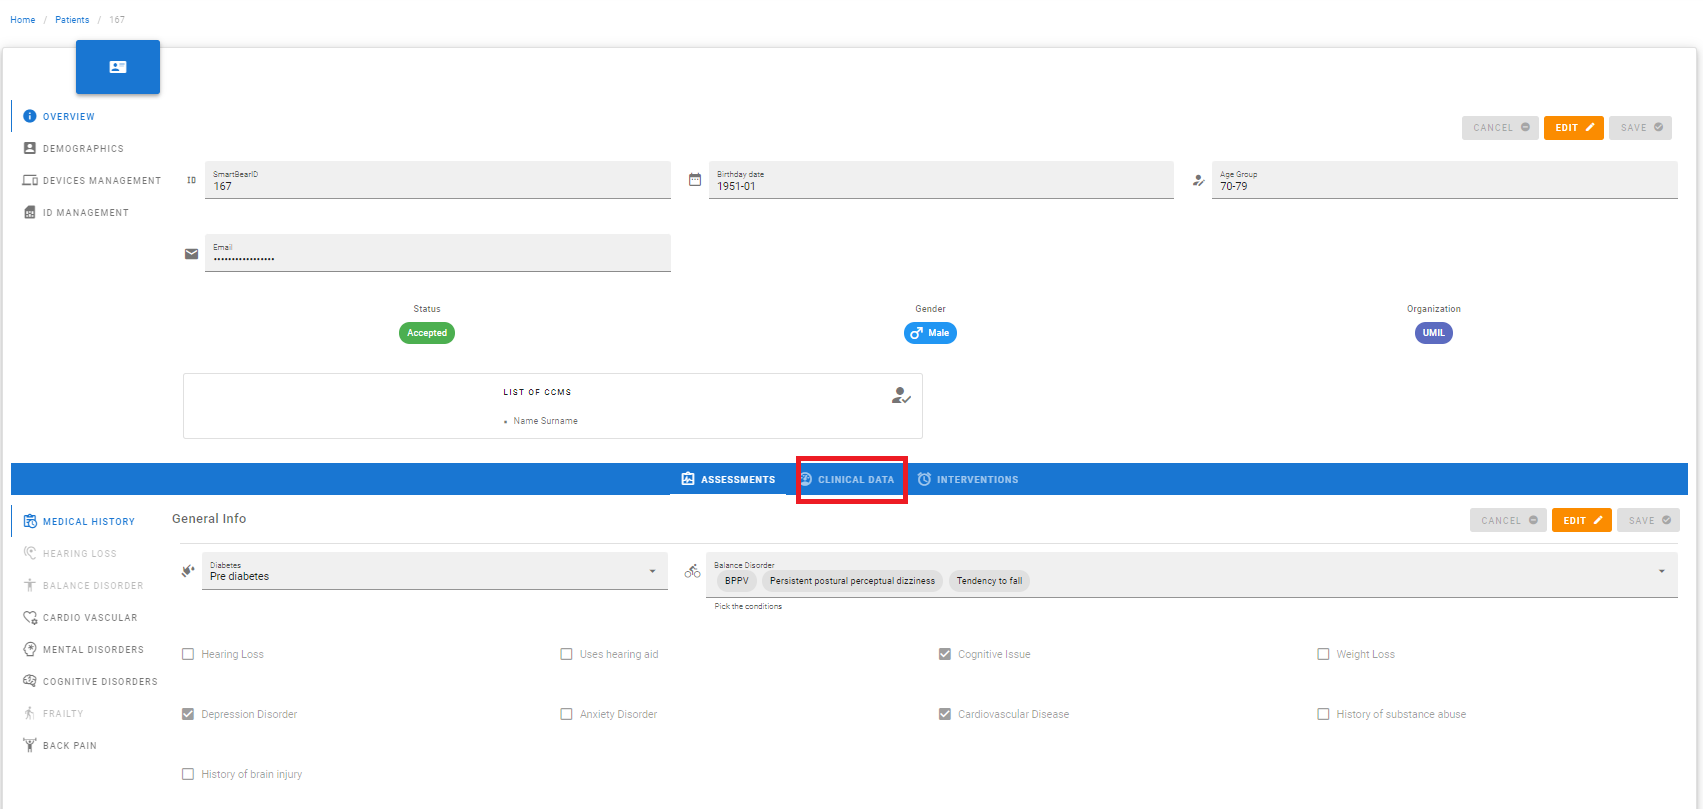 Home / Patients / 167
OVERVIEW
DEMOGRAPHICS
DEVICES MANAGEMENT
ID MANAGEMENT
CANCEL EDIT SAVE
ID SmartBearID
167
Birthday date
1951-01
Age Group
70-79
Email
•••••••••••••••••
Status
Accepted
Gender
Male
Organization
UMIL
LIST OF CCMS
• Name Surname
ASSESSMENTS CLINICAL DATA INTERVENTIONS
MEDICAL HISTORY
HEARING LOSS
BALANCE DISORDER
CARDIO VASCULAR
MENTAL DISORDERS
COGNITIVE DISORDERS
FRAILTY
BACK PAIN
General Info
CANCEL EDIT SAVE
Diabetes
Pre diabetes
Balance Disorder
BPPV Persistent postural perceptual dizziness Tendency to fall
Pick the conditions
Hearing Loss Uses hearing aid Cognitive Issue Weight Loss
Depression Disorder Anxiety Disorder Cardiovascular Disease History of substance abuse
History of brain injury